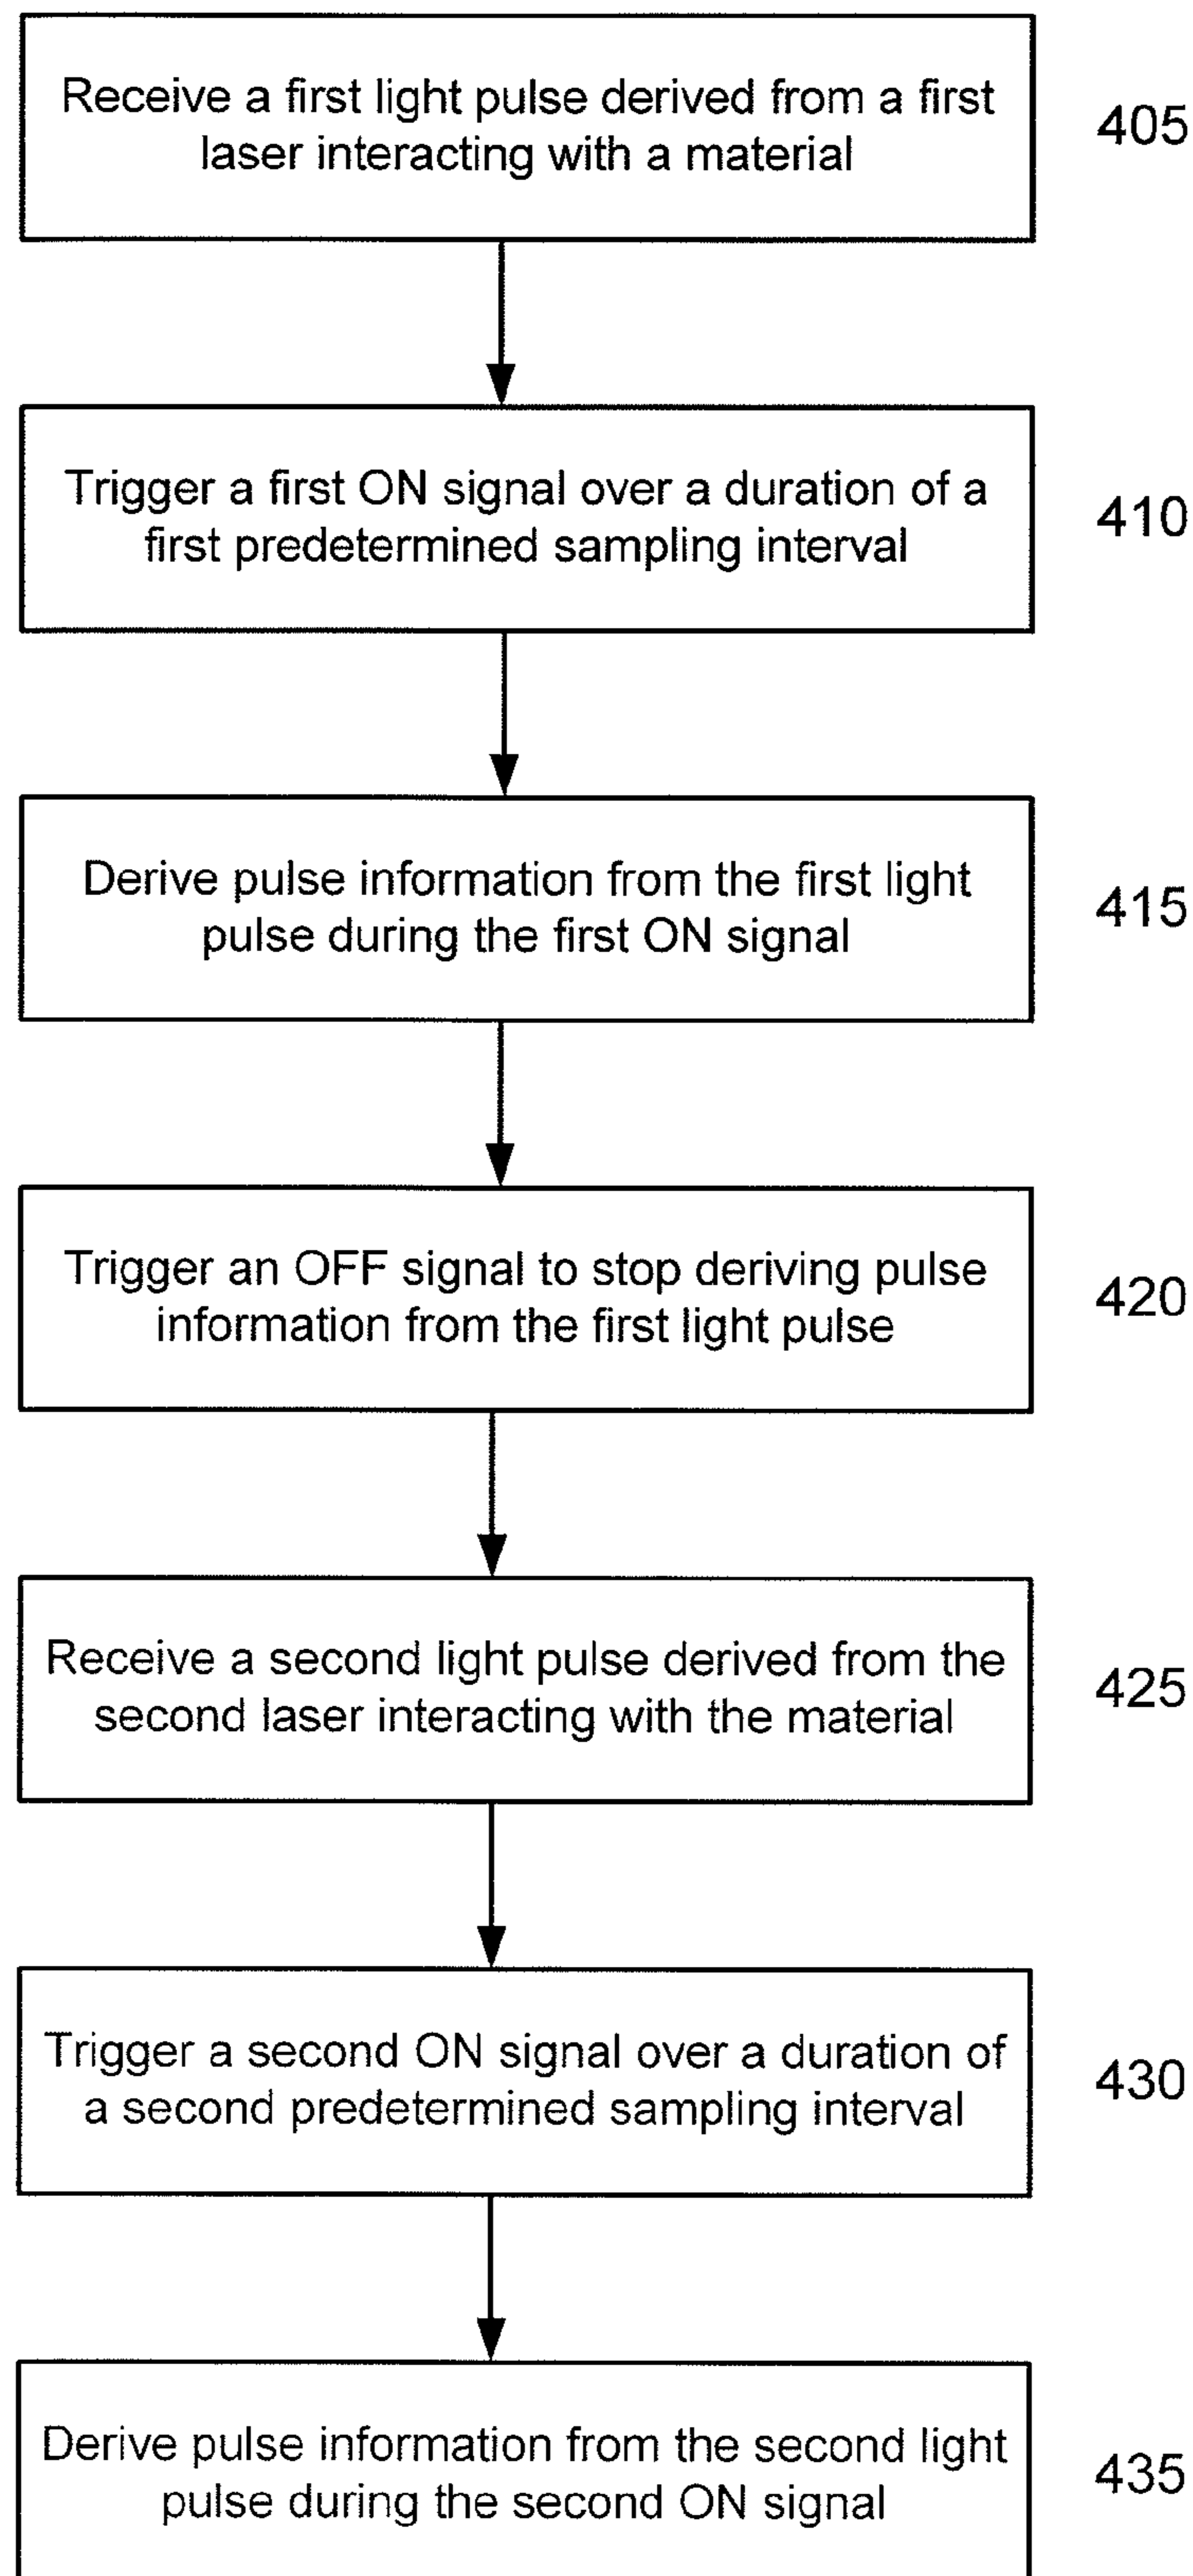 Receive a first light pulse derived from a first
laser interacting with a material
405
Trigger a first ON signal over a duration of a
first predetermined sampling interval
410
Derive pulse information from the first light
pulse during the first ON signal
415
Trigger an OFF signal to stop deriving pulse
information from the first light pulse
420
Receive a second light pulse derived from the
second laser interacting with the material
425
Trigger a second ON signal over a duration of
a second predetermined sampling interval
430
Derive pulse information from the second light
pulse during the second ON signal
435